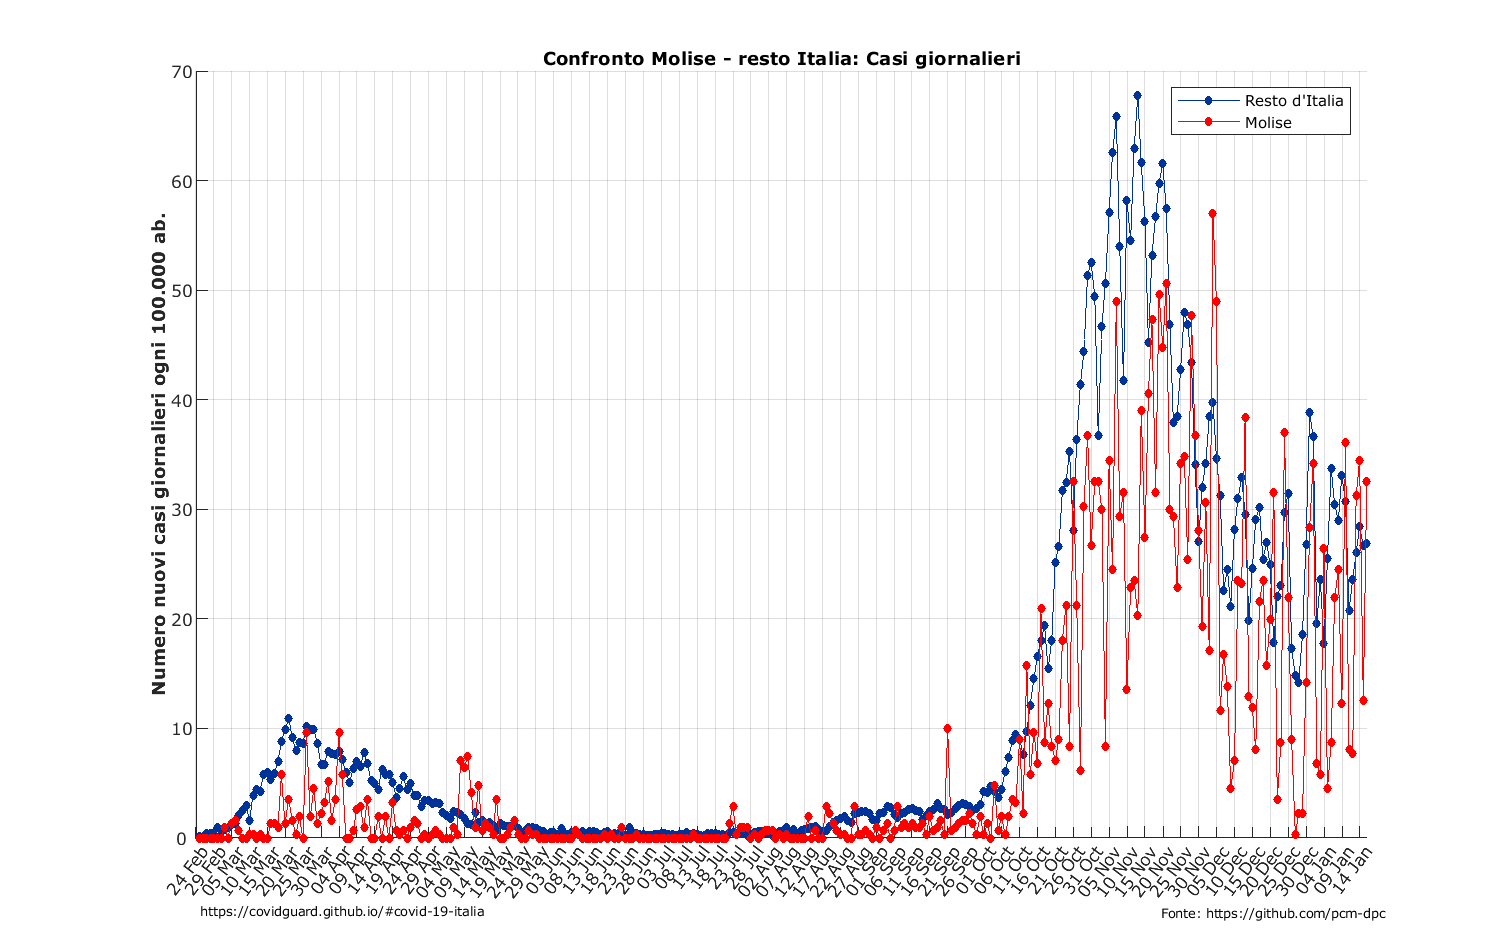 Confronto Molise - resto Italia: Casi giornalieri
Numero nuovi casi giornalieri ogni 100.000 ab.
70
60
50
40
30
20
10
0
Resto d'Italia
Molise
24 Feb
29 Feb
05 Mar
10 Mar
15 Mar
20 Mar
25 Mar
30 Mar
04 Apr
09 Apr
14 Apr
19 Apr
24 Apr
29 Apr
04 May
09 May
14 May
19 May
24 May
29 May
03 Jun
08 Jun
13 Jun
18 Jun
23 Jun
28 Jun
03 Jul
08 Jul
13 Jul
18 Jul
23 Jul
28 Jul
02 Aug
07 Aug
12 Aug
17 Aug
22 Aug
27 Aug
01 Sep
06 Sep
11 Sep
16 Sep
21 Sep
26 Sep
01 Oct
06 Oct
11 Oct
16 Oct
21 Oct
26 Oct
31 Oct
05 Nov
10 Nov
15 Nov
20 Nov
25 Nov
30 Nov
05 Dec
10 Dec
15 Dec
20 Dec
25 Dec
30 Dec
04 Jan
09 Jan
14 Jan
https://covidguard.github.io/#covid-19-italia
Fonte: https://github.com/pcm-dpc